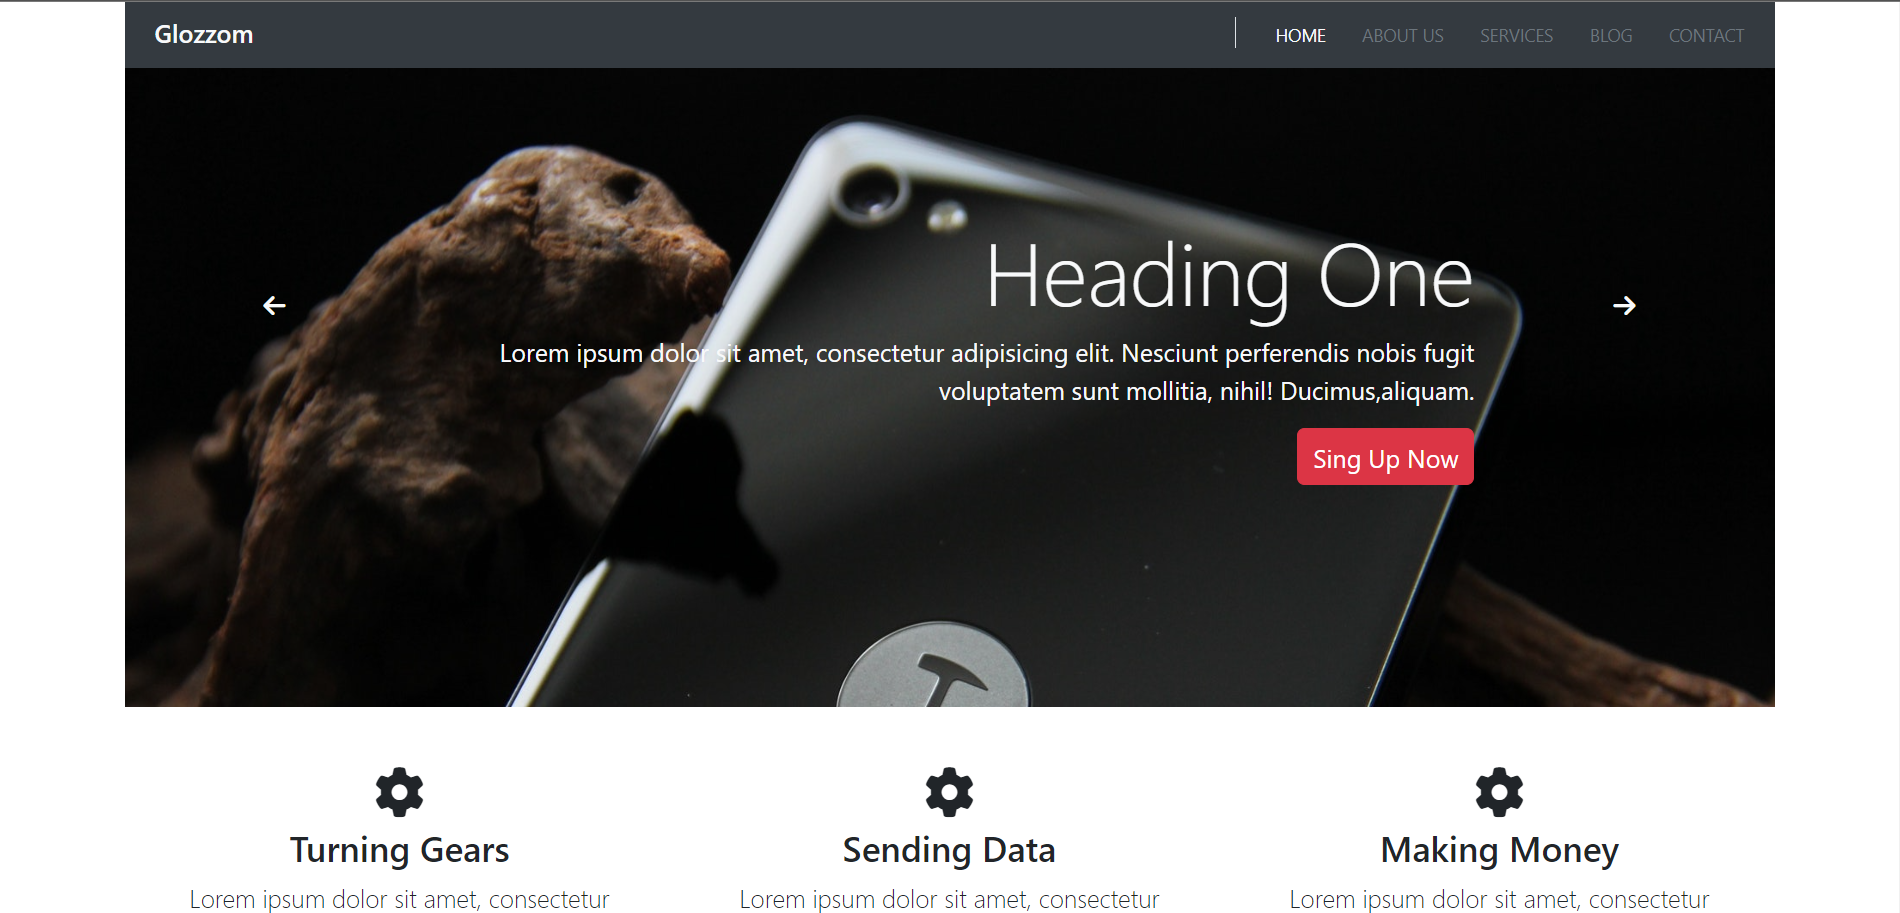 Glozzom
HOME ABOUT US SERVICES BLOG CONTACT
Heading One
Lorem ipsum dolor sit amet, consectetur adipisicing elit. Nesciunt perferendis nobis fugit
voluptatem sunt mollitia, nihil! Ducimus,aliquam.
Sing Up Now
Turning Gears
Lorem ipsum dolor sit amet, consectetur
Sending Data
Lorem ipsum dolor sit amet, consectetur
Making Money
Lorem ipsum dolor sit amet, consectetur